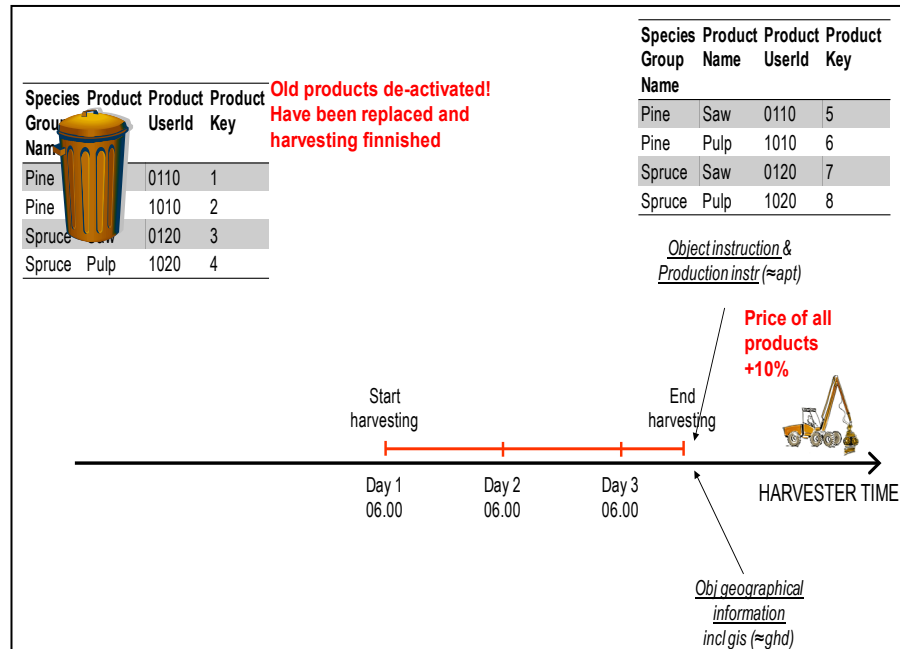 Species Product Product Product
Group Name UserId Key
Name
Pine Saw 0110 5
Pine Pulp 1010 6
Spruce Saw 0120 7
Spruce Pulp 1020 8
Old products de-activated!
Have been replaced and
harvesting finnished
Species Product Product Product
UserId Key
Pine 0110 1
Pine 1010 2
Spruce Saw 0120 3
Spruce Pulp 1020 4
Object instruction &
Production instr (≈apt)
Price of all
products
+10%
Start
harvesting
End
harvesting
Day 1
06.00
Day 2
06.00
Day 3
06.00
HARVESTER TIME
Obj geographical
information
incl gis (≈ghd)